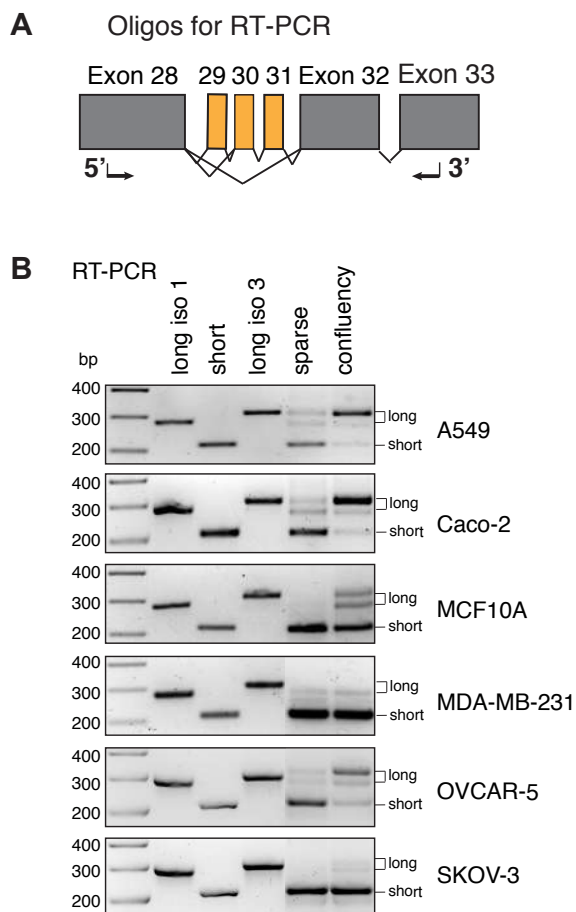 A Oligos for RT-PCR
Exon 28 29 30 31 Exon 32 Exon 33
5’ 3’
B RT-PCR
long iso 1
short
long iso 3
sparse
confluency
bp
400
300
200
long
short
A549
400
300
200
long
short
Caco-2
400
300
200
long
short
MCF10A
400
300
200
long
short
MDA-MB-231
400
300
200
long
short
OVCAR-5
400
300
200
long
short
SKOV-3